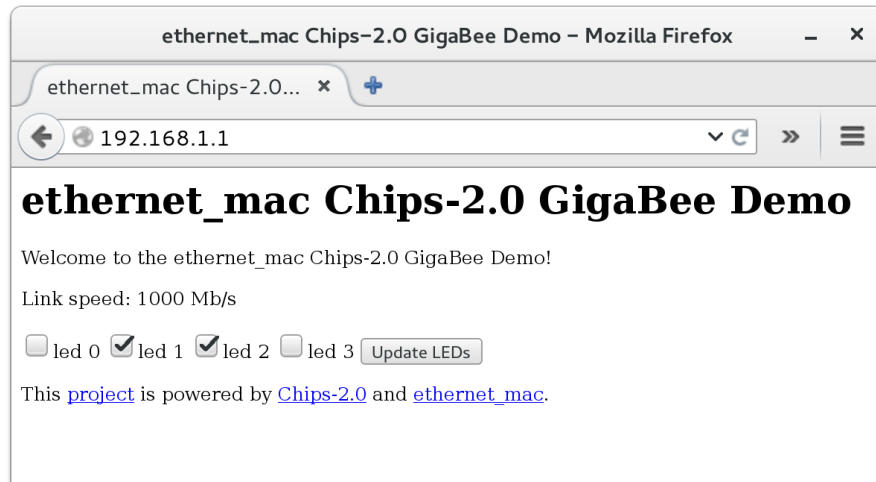 ethernet_mac Chips-2.0 GigaBee Demo - Mozilla Firefox
ethernet_mac Chips-2.0...
192.168.1.1
ethernet_mac Chips-2.0 GigaBee Demo
Welcome to the ethernet_mac Chips-2.0 GigaBee Demo!
Link speed: 1000 Mb/s
led 0 led 1 led 2 led 3 Update LEDs
This project is powered by Chips-2.0 and ethernet_mac.